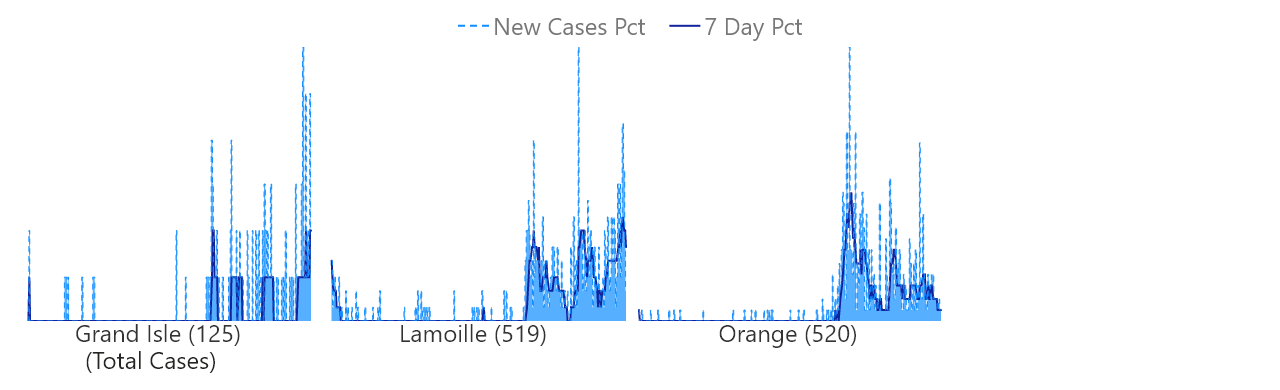 New Cases Pct 7 Day Pct
Grand Isle (125) Lamoille (519) Orange (520)
(Total Cases)